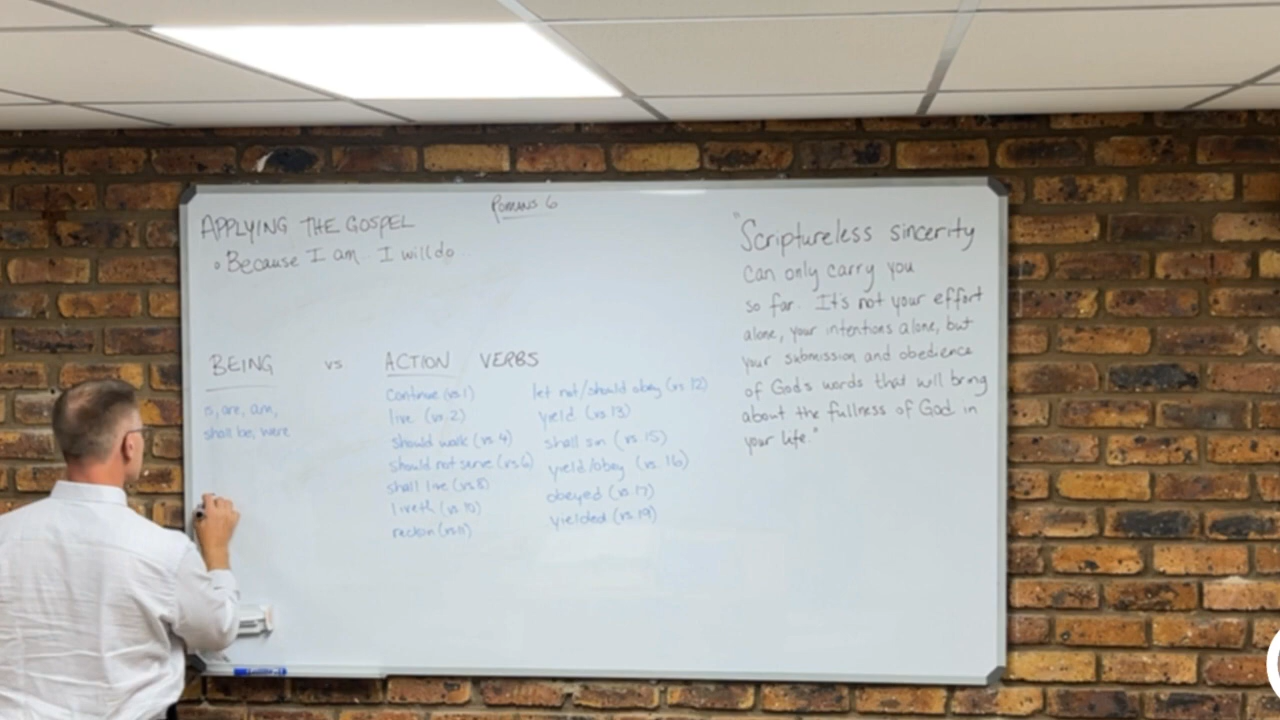 Romans 6
APPLYING THE GOSPEL
• Because I am.. I will do..
BEING vs ACTION VERBS
is, are, am,
shall be, were
continue (vs.1)
live (vs.2)
should walk (vs.4)
should not serve (vs.6)
shall live (vs.8)
liveth (vs.10)
reckon (vs.11)
let not/should obey (vs.12)
yield (vs.13)
shall sin (vs.15)
yield/obey (vs.16)
obeyed (vs.17)
yielded (vs.19)
"Scriptureless sincerity
can only carry you
so far. It's not your effort
alone, your intentions alone, but
your submission and obedience
of God's words that will bring
about the fullness of God in
your life."